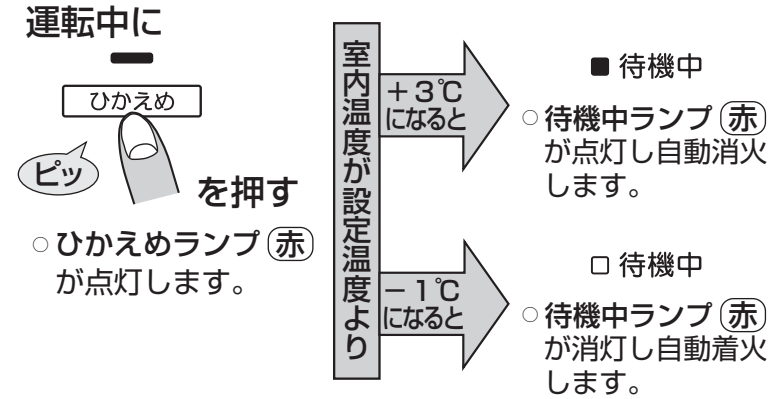 運転中に
ひかえめ
ピッ
を押す
○ ひかえめランプ(赤)
が点灯します。
室内温度が設定温度より
+3℃
になると
■ 待機中
○ 待機中ランプ(赤)
が点灯し自動消火
します。
−1℃
になると
□ 待機中
○ 待機中ランプ(赤)
が消灯し自動着火
します。